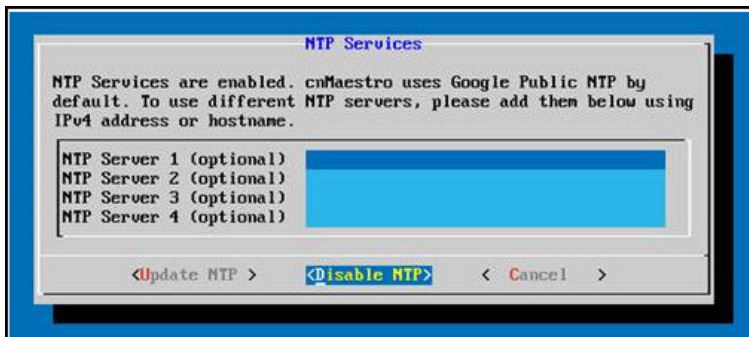 NTP Services
NTP Services are enabled. cnMaestro uses Google Public NTP by
default. To use different NTP servers, please add them below using
IPv4 address or hostname.
NTP Server 1 (optional)
NTP Server 2 (optional)
NTP Server 3 (optional)
NTP Server 4 (optional)
<Update NTP > <Disable NTP> < Cancel >